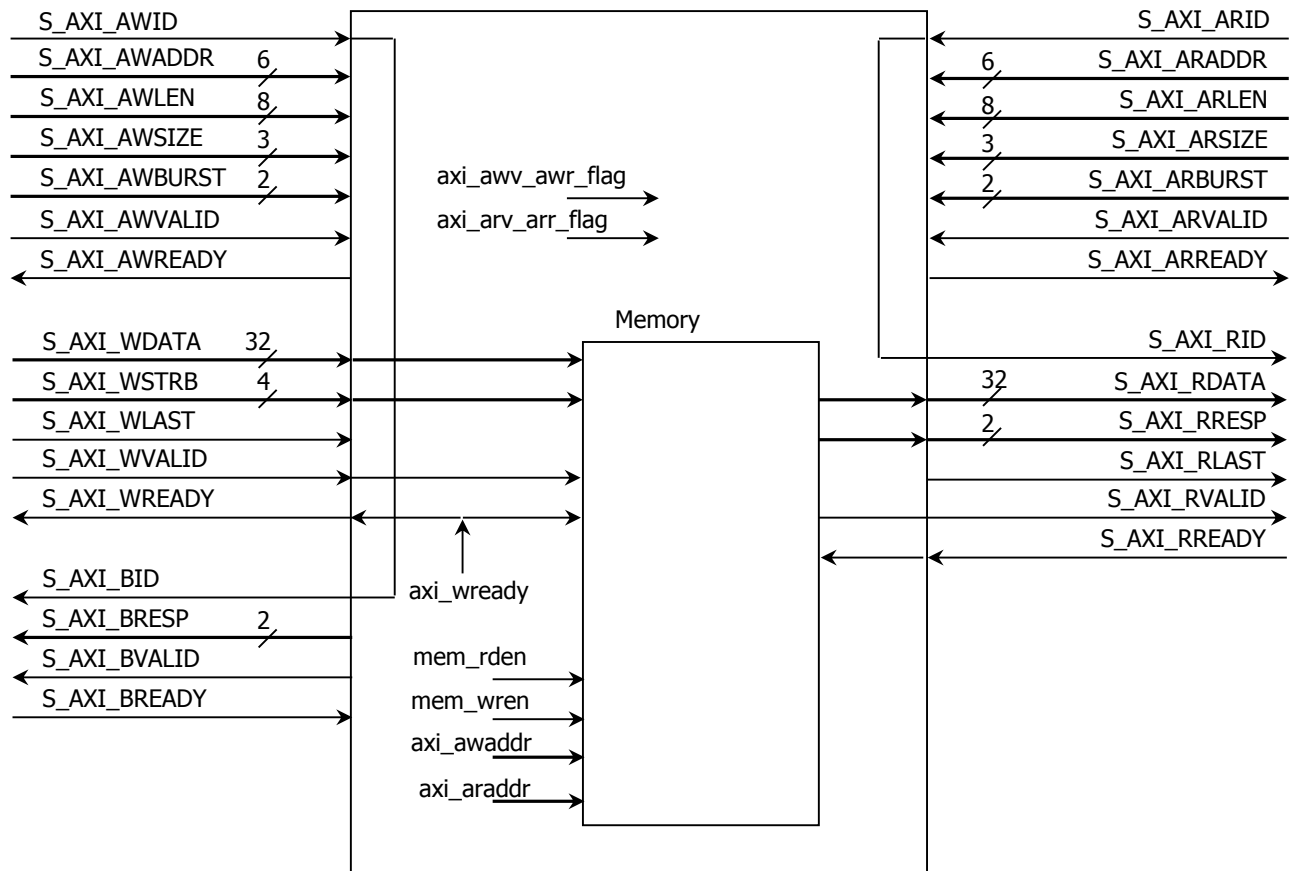 S_AXI_AWID
S_AXI_AWADDR 6
S_AXI_AWLEN 8
S_AXI_AWSIZE 3
S_AXI_AWBURST 2
S_AXI_AWVALID
S_AXI_AWREADY
S_AXI_WDATA 32
S_AXI_WSTRB 4
S_AXI_WLAST
S_AXI_WVALID
S_AXI_WREADY
S_AXI_BID
S_AXI_BRESP 2
S_AXI_BVALID
S_AXI_BREADY
axi_awv_awr_flag
axi_arv_arr_flag
Memory
axi_wready
mem_rden
mem_wren
axi_awaddr
axi_araddr
S_AXI_ARID
6 S_AXI_ARADDR
8 S_AXI_ARLEN
3 S_AXI_ARSIZE
2 S_AXI_ARBURST
S_AXI_ARVALID
S_AXI_ARREADY
S_AXI_RID
32 S_AXI_RDATA
2 S_AXI_RRESP
S_AXI_RLAST
S_AXI_RVALID
S_AXI_RREADY